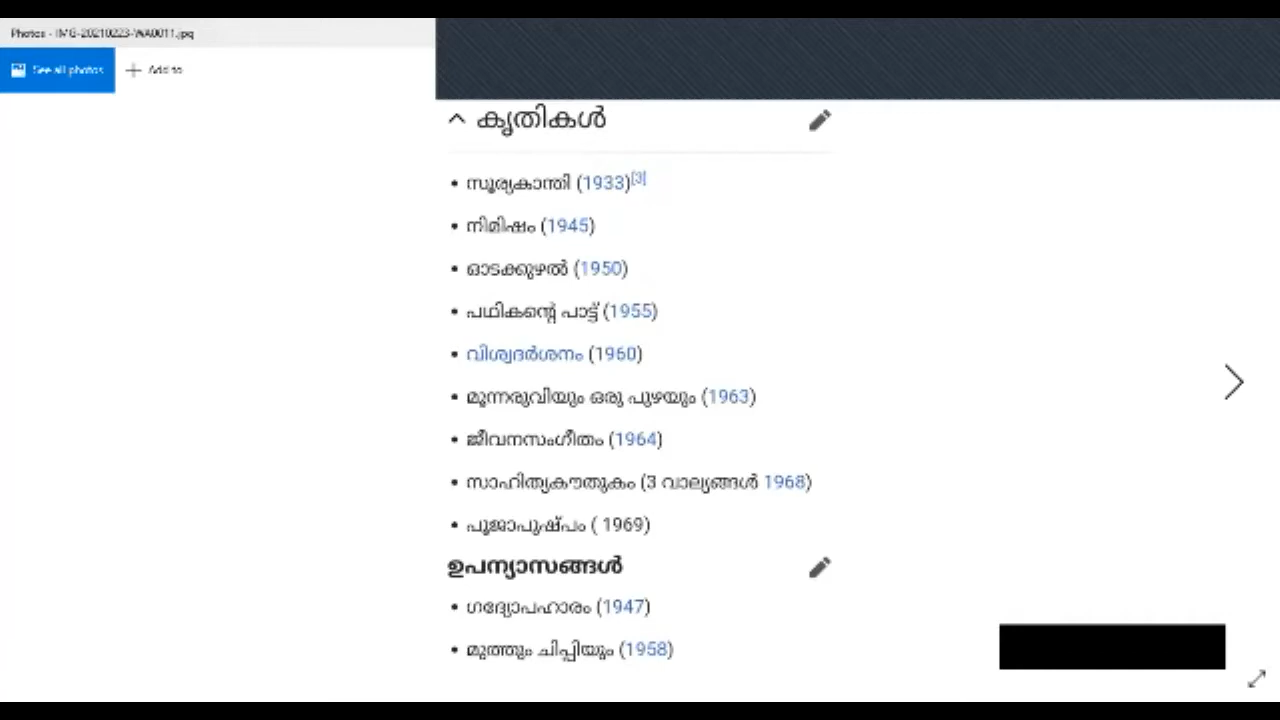 Photos - IMG-20210223-WA0011.jpg
See all photos
Add to
കൃതികൾ
സൂര്യകാന്തി (1933)[3]
നിമിഷം (1945)
ഓടക്കുഴൽ (1950)
പഥികന്റെ പാട്ട് (1955)
വിശ്വദർശനം (1960)
മൂന്നരുവിയും ഒരു പുഴയും (1963)
ജീവനസംഗീതം (1964)
സാഹിത്യകൗതുകം (3 വാല്യങ്ങൾ 1968)
പൂജാപുഷ്പം ( 1969)
ഉപന്യാസങ്ങൾ
ഗദ്യോപഹാരം (1947)
മുത്തും ചിപ്പിയും (1958)